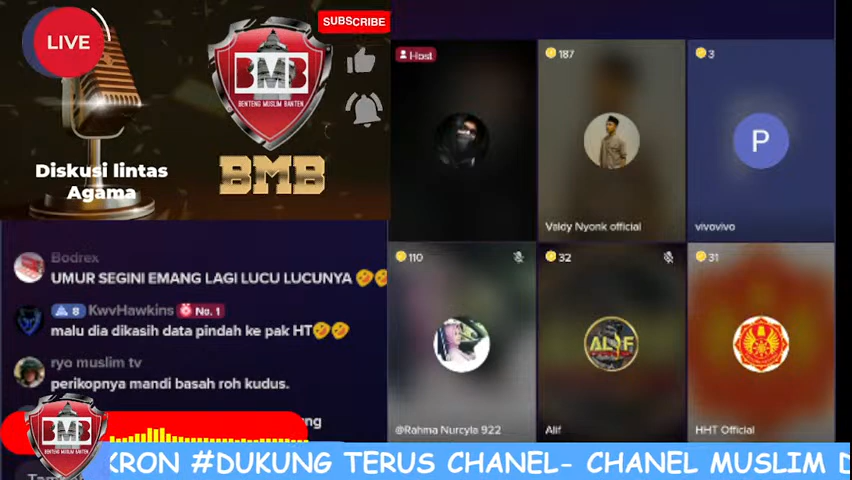 LIVE
SUBSCRIBE
BMB
BENTENG MUSLIM BANTEN
BMB
Diskusi lintas
Agama
Host
187
3
P
Valdy Nyonk official
vivovivo
110
32
31
ALIF
@Rahma Nurcyla 922
Alif
HHT Official
Bodrex
UMUR SEGINI EMANG LAGI LUCU LUCUNYA 🤣🤣
8 KwvHawkins No. 1
malu dia dikasih data pindah ke pak HT🤣🤣
ryo muslim tv
perikopnya mandi basah roh kudus.
BMB
KRON #DUKUNG TERUS CHANEL- CHANEL MUSLIM D